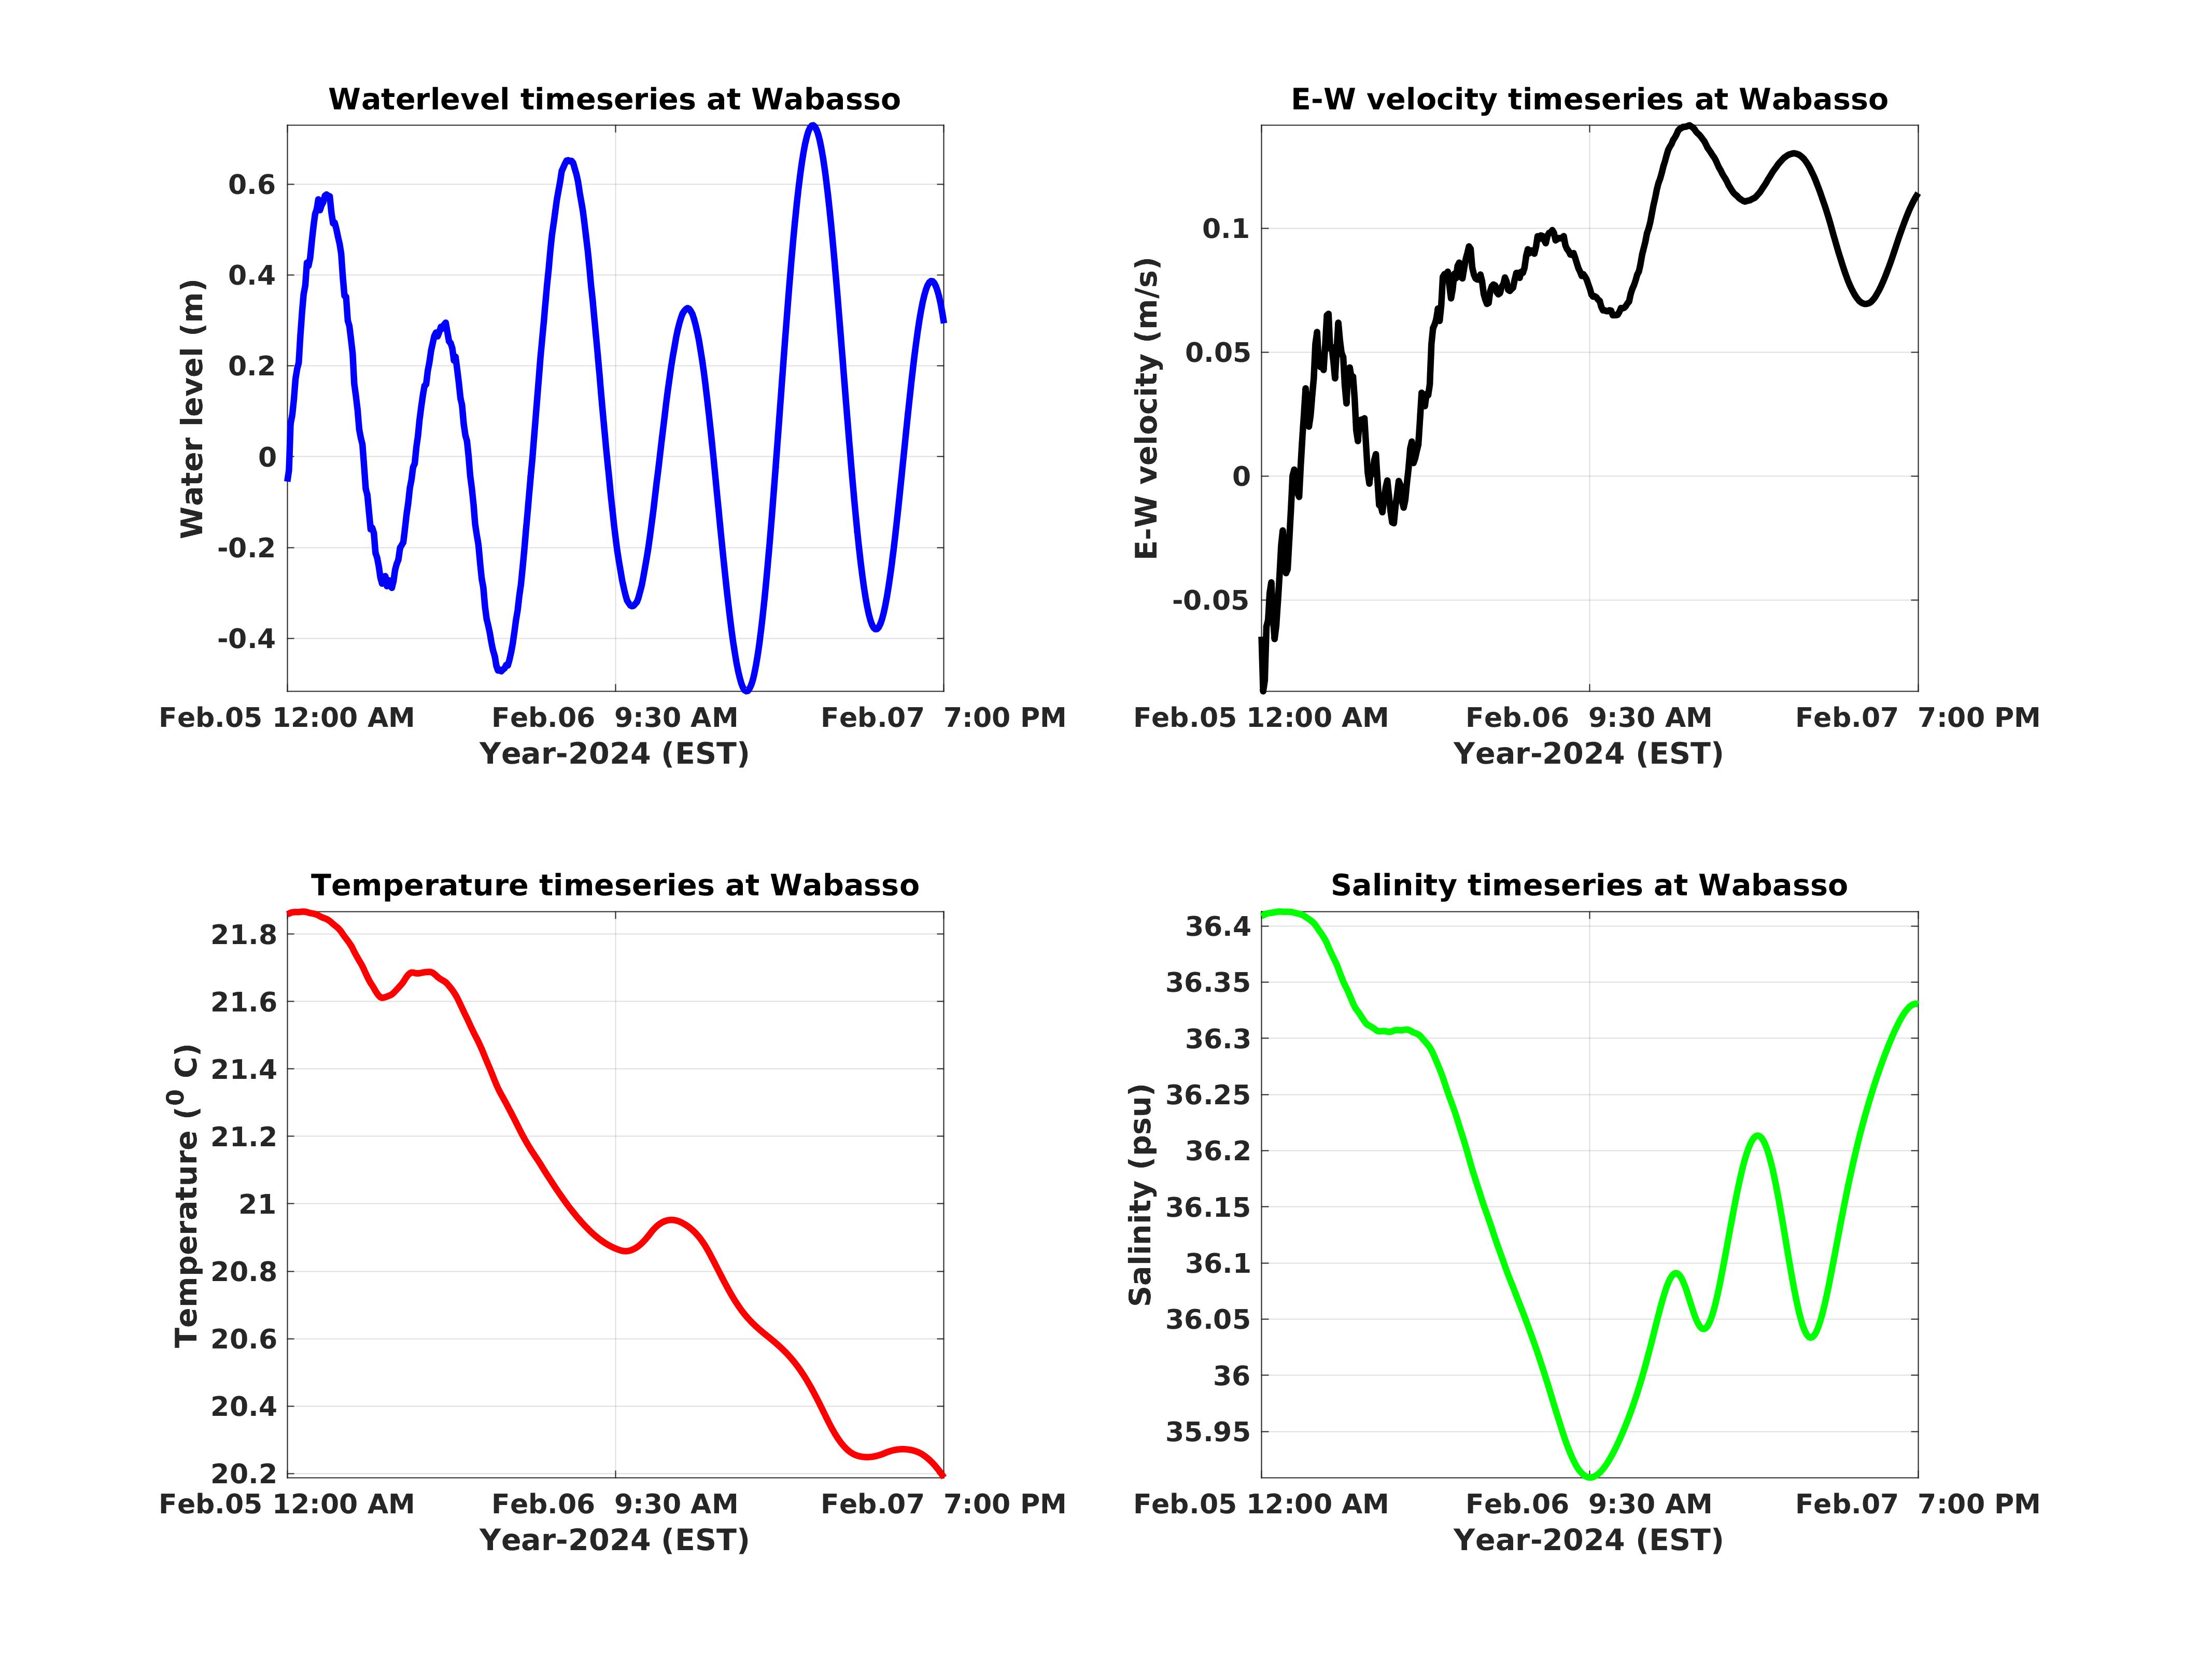 Waterlevel timeseries at Wabasso
0.6
0.4
0.2
0
-0.2
-0.4
Water level (m)
Feb.05 12:00 AM
Feb.06  9:30 AM
Feb.07  7:00 PM
Year-2024 (EST)
E-W velocity timeseries at Wabasso
0.1
0.05
0
-0.05
E-W velocity (m/s)
Feb.05 12:00 AM
Feb.06  9:30 AM
Feb.07  7:00 PM
Year-2024 (EST)
Temperature timeseries at Wabasso
21.8
21.6
21.4
21.2
21
20.8
20.6
20.4
20.2
Temperature (⁰ C)
Feb.05 12:00 AM
Feb.06  9:30 AM
Feb.07  7:00 PM
Year-2024 (EST)
Salinity timeseries at Wabasso
36.4
36.35
36.3
36.25
36.2
36.15
36.1
36.05
36
35.95
Salinity (psu)
Feb.05 12:00 AM
Feb.06  9:30 AM
Feb.07  7:00 PM
Year-2024 (EST)